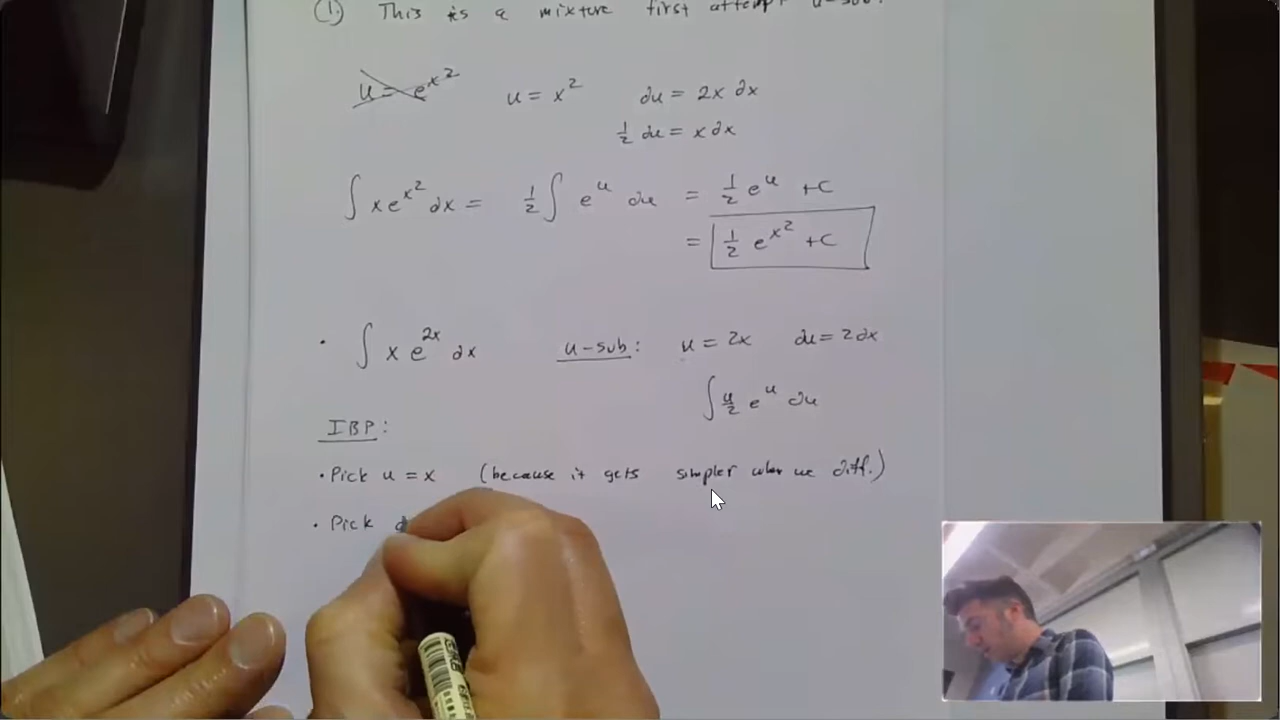 ① This is a mixture first attempt u-sub.
u = e^{x^2} u = x^2 du = 2x dx
1/2 du = x dx
∫ x e^{x^2} dx = 1/2 ∫ e^u du = 1/2 e^u + C
= 1/2 e^{x^2} + C
· ∫ x e^{2x} dx u-sub: u = 2x du = 2dx
∫ u/2 e^u du
IBP:
· Pick u = x (because it gets simpler when we diff.)
· Pick d